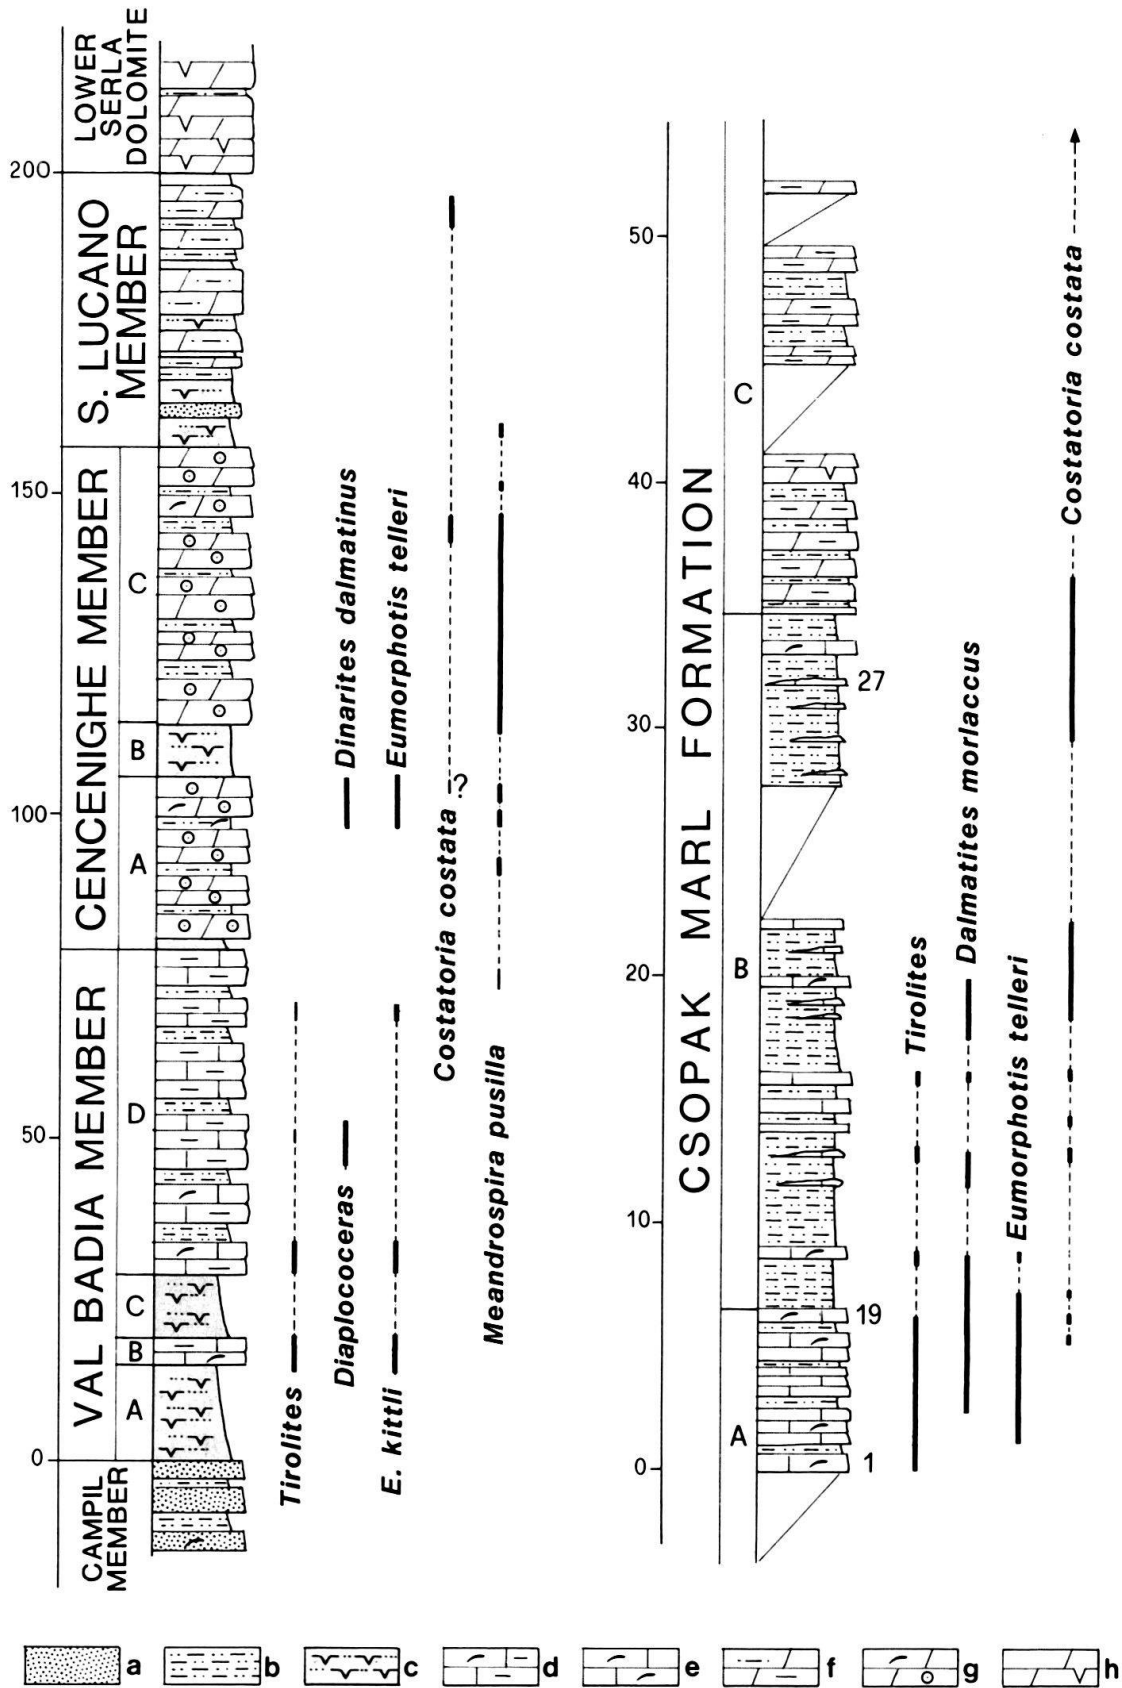 LOWER
SERLA
DOLOMITE
200
S. LUCANO
MEMBER
150
CENCENIGHE MEMBER
C
B
A
100
VAL BADIA MEMBER
D
C
B
A
50
0
CAMPIL
MEMBER
Tirolites
Diaplococeras
E. kittli
Dinarites dalmatinus
Eumorphotis telleri
Costatoria costata ?
Meandrospira pusilla
50
40
30
20
10
0
CSOPAK MARL FORMATION
C
B
A
27
19
1
Tirolites
Dalmatites morlaccus
Eumorphotis telleri
Costatoria costata
a
b
c
d
e
f
g
h